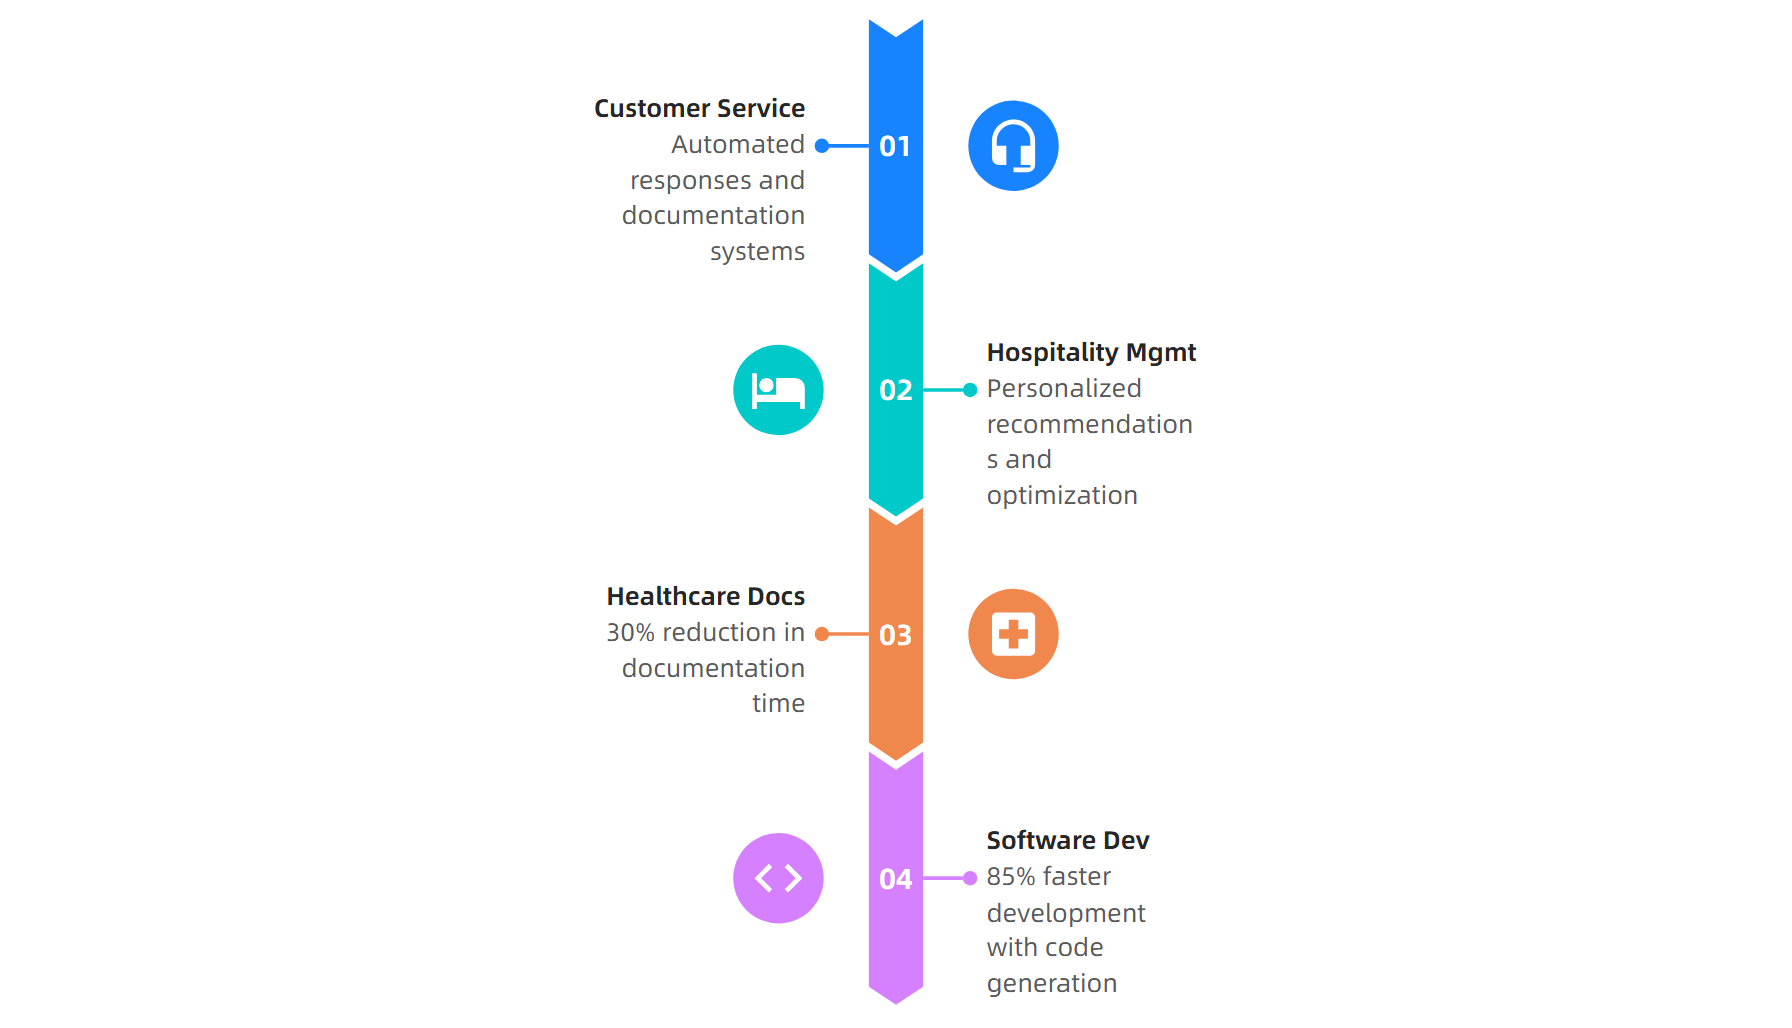 Customer Service
Automated
responses and
documentation
systems
01
Hospitality Mgmt
Personalized
recommendation
s and
optimization
02
Healthcare Docs
30% reduction in
documentation
time
03
Software Dev
85% faster
development
with code
generation
04